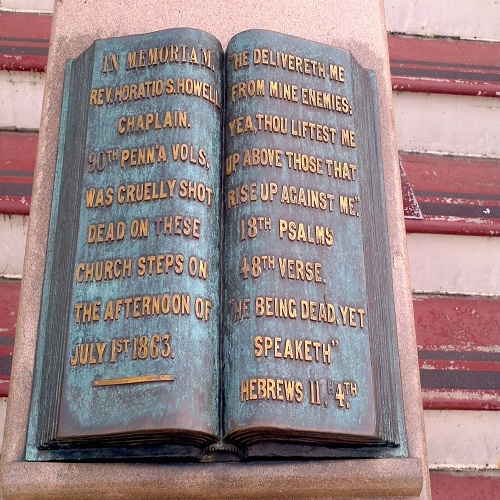 IN MEMORIAM.
REV. HORATIO S. HOWELL
CHAPLAIN.
90TH PENN'A VOLS.
WAS CRUELLY SHOT
DEAD ON THESE
CHURCH STEPS ON
THE AFTERNOON OF
JULY 1ST 1863.
"HE DELIVERETH ME
FROM MINE ENEMIES;
YEA, THOU LIFTEST ME
UP ABOVE THOSE THAT
RISE UP AGAINST ME".
18TH PSALMS
48TH VERSE.
"HE BEING DEAD, YET
SPEAKETH"
HEBREWS 11TH 4TH